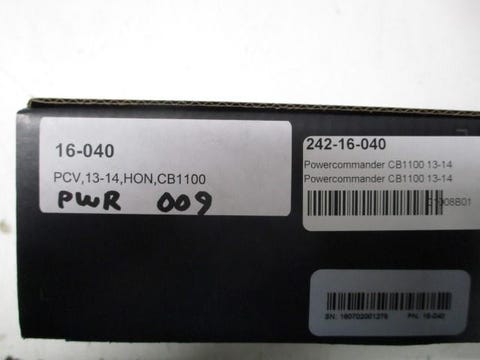 16-040
PCV,13-14,HON,CB1100
PWR 009
242-16-040
Powercommander CB1100 13-14
Powercommander CB1100 13-14
01008B01
SN: 160702001276 PN: 16-040